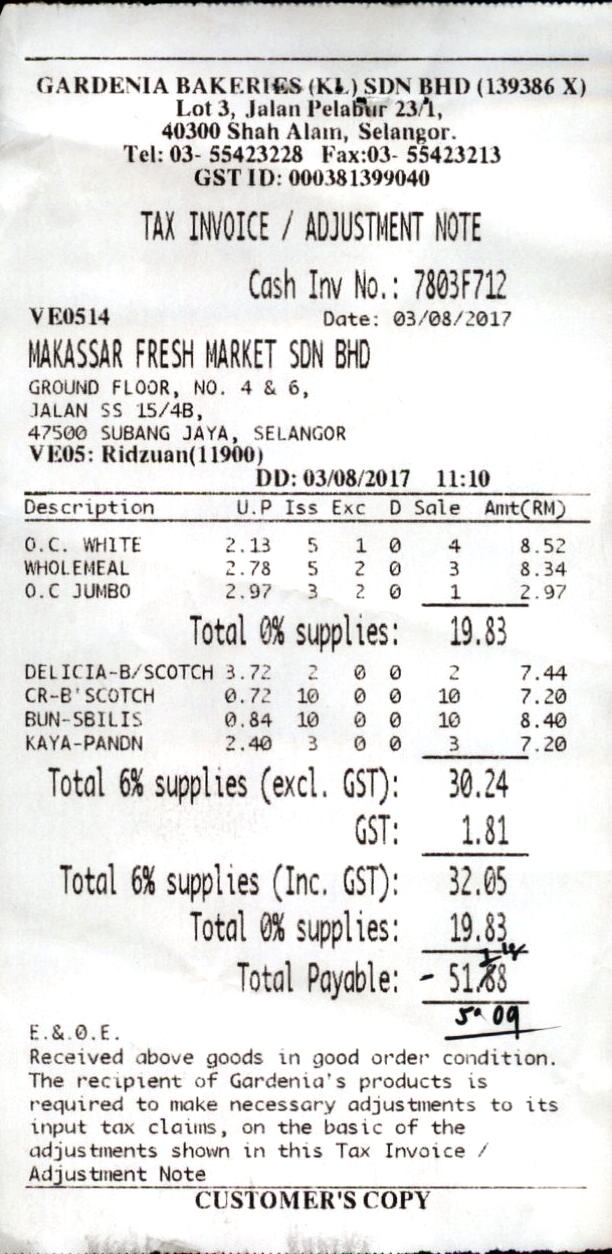 GARDENIA BAKERIES (KL) SDN BHD (139386 X)
Lot 3, Jalan Pelabur 23/1,
40300 Shah Alam, Selangor.
Tel: 03- 55423228 Fax:03- 55423213
GST ID: 000381399040
TAX INVOICE / ADJUSTMENT NOTE
Cash Inv No.: 7803F712
VE0514 Date: 03/08/2017
MAKASSAR FRESH MARKET SDN BHD
GROUND FLOOR, NO. 4 & 6,
JALAN SS 15/4B,
47500 SUBANG JAYA, SELANGOR
VE05: Ridzuan(11900)
DD: 03/08/2017 11:10
Description U.P Iss Exc D Sale Amt(RM)
O.C. WHITE 2.13 5 1 0 4 8.52
WHOLEMEAL 2.78 5 2 0 3 8.34
O.C JUMBO 2.97 3 2 0 1 2.97
Total 0% supplies: 19.83
DELICIA-B/SCOTCH 3.72 2 0 0 2 7.44
CR-B'SCOTCH 0.72 10 0 0 10 7.20
BUN-SBILIS 0.84 10 0 0 10 8.40
KAYA-PANDN 2.40 3 0 0 3 7.20
Total 6% supplies (excl. GST): 30.24
GST: 1.81
Total 6% supplies (Inc. GST): 32.05
Total 0% supplies: 19.83
Total Payable: - 51.88
E.&.O.E.
Received above goods in good order condition.
The recipient of Gardenia's products is
required to make necessary adjustments to its
input tax claims, on the basic of the
adjustments shown in this Tax Invoice /
Adjustment Note
CUSTOMER'S COPY